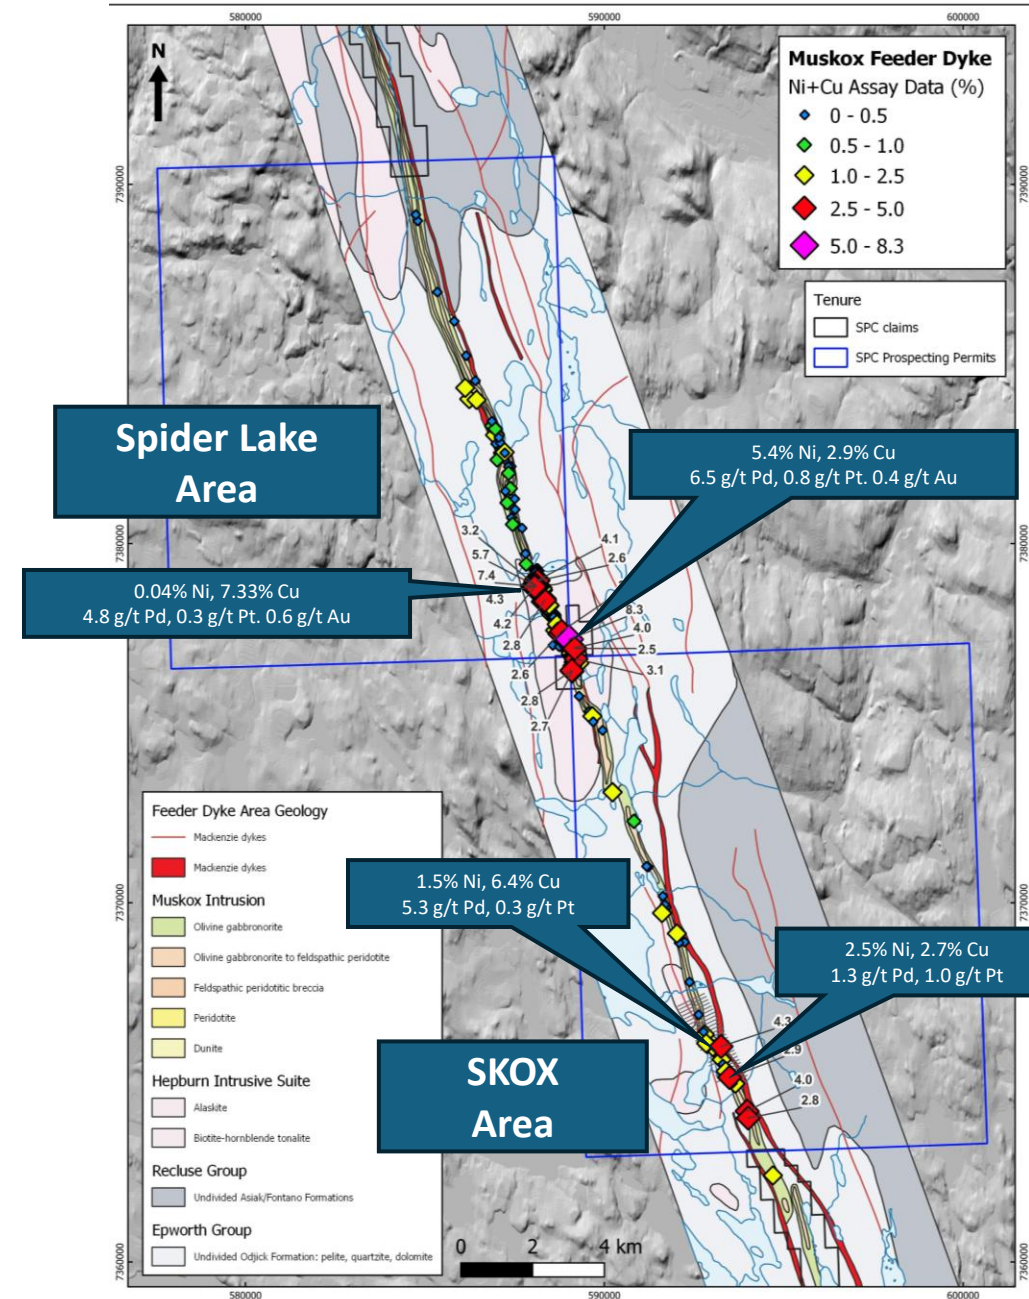 580000
590000
600000
N
Muskox Feeder Dyke
Ni+Cu Assay Data (%)
0 - 0.5
0.5 - 1.0
1.0 - 2.5
2.5 - 5.0
5.0 - 8.3
Tenure
SPC claims
SPC Prospecting Permits
7390000
7390000
Spider Lake
Area
5.4% Ni, 2.9% Cu
6.5 g/t Pd, 0.8 g/t Pt. 0.4 g/t Au
7380000
7380000
3.2
4.1
5.7
2.6
7.4
0.04% Ni, 7.33% Cu
4.8 g/t Pd, 0.3 g/t Pt. 0.6 g/t Au
4.3
8.3
4.2
4.0
2.8
2.5
2.6
3.1
2.8
2.7
Feeder Dyke Area Geology
Mackenzie dykes
Mackenzie dykes
Muskox Intrusion
Olivine gabbronorite
Olivine gabbronorite to feldspathic peridotite
Feldspathic peridotitic breccia
Peridotite
Dunite
Hepburn Intrusive Suite
Alaskite
Biotite-hornblende tonalite
Recluse Group
Undivided Asiak/Fontano Formations
Epworth Group
Undivided Odjick Formation: pelite, quartzite, dolomite
7370000
7370000
1.5% Ni, 6.4% Cu
5.3 g/t Pd, 0.3 g/t Pt
2.5% Ni, 2.7% Cu
1.3 g/t Pd, 1.0 g/t Pt
4.3
2.9
4.0
2.8
SKOX
Area
0 2 4 km
7360000
7360000
580000
590000
600000